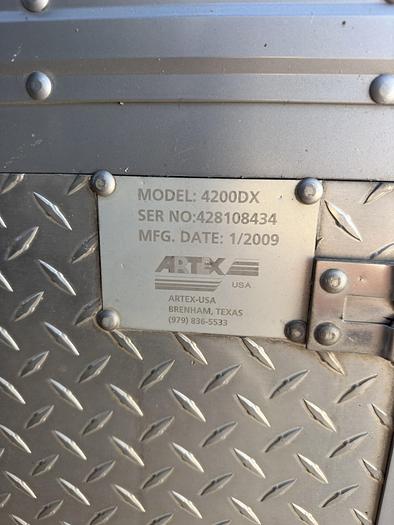 MODEL: 4200DX
SER NO:428108434
MFG. DATE: 1/2009
ARTEX
USA
ARTEX-USA
BRENHAM, TEXAS
(979) 836-5533